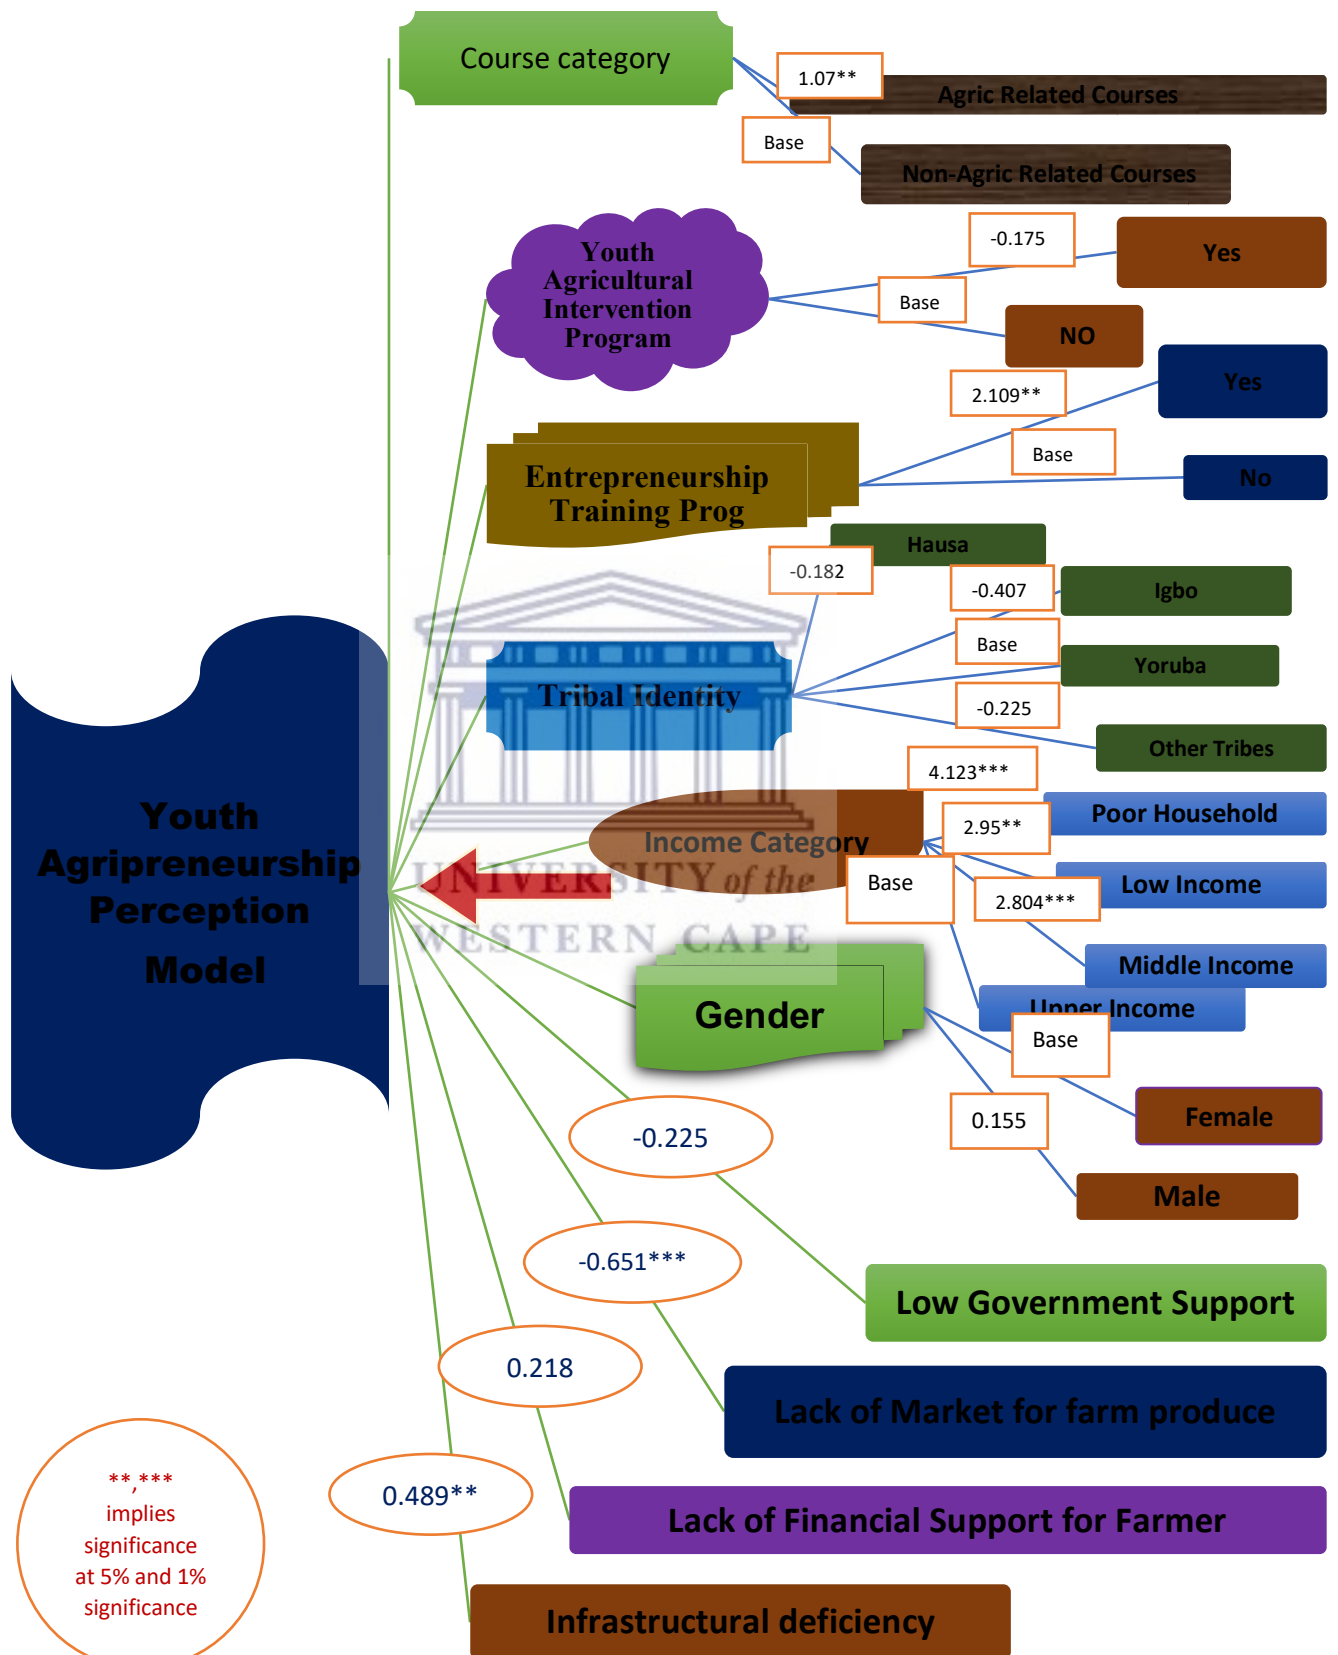 Course category
1.07**
Agric Related Courses
Base
Non-Agric Related Courses
Youth
Agricultural
Intervention
Program
-0.175
Yes
Base
NO
Entrepreneurship
Training Prog
2.109**
Yes
Base
No
Tribal Identity
-0.182
Hausa
-0.407
Igbo
Base
Yoruba
-0.225
Other Tribes
Youth
Agripreneurship
Perception
Model
Income Category
4.123***
Poor Household
2.95**
Low Income
2.804***
Middle Income
Base
Upper Income
UNIVERSITY of the
WESTERN CAPE
Gender
Base
Female
0.155
Male
-0.225
Low Government Support
-0.651***
Lack of Market for farm produce
0.218
Lack of Financial Support for Farmer
0.489**
Infrastructural deficiency
**,***
implies
significance
at 5% and 1%
significance